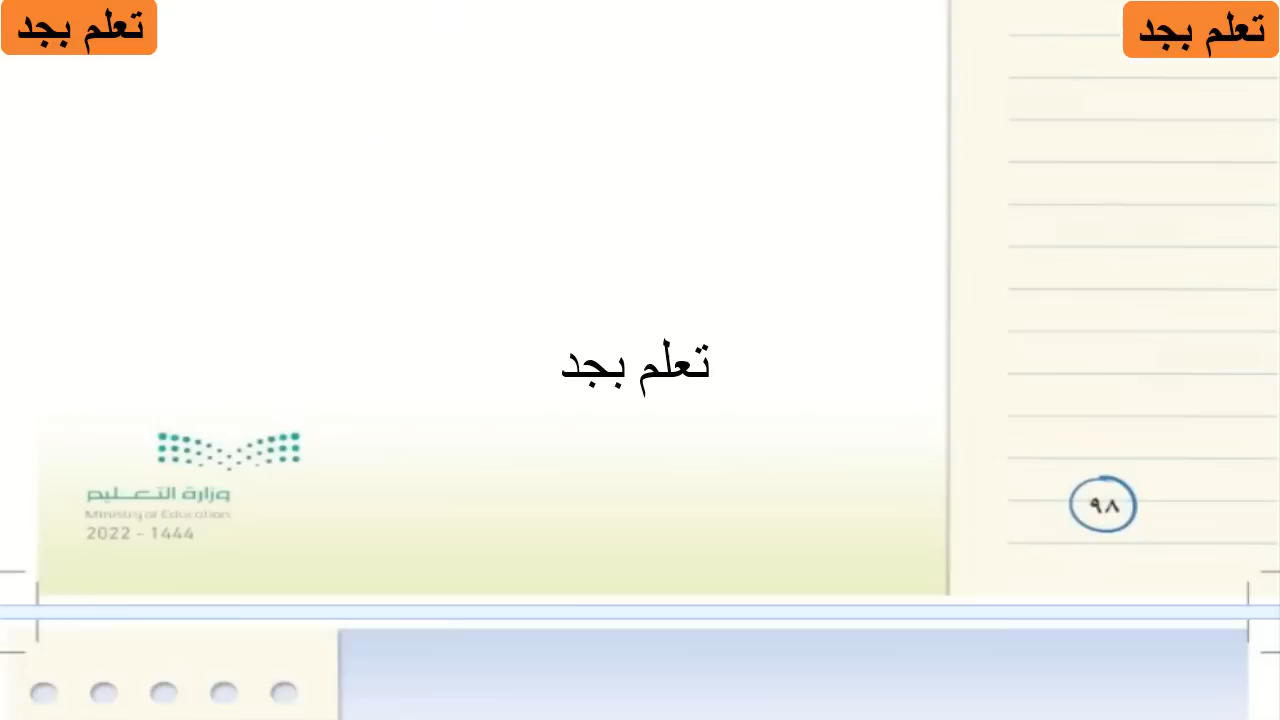 تعلم بجد
تعلم بجد
تعلم بجد
وزارة التعليم
Ministry of Education
2022 - 1444
٩٨